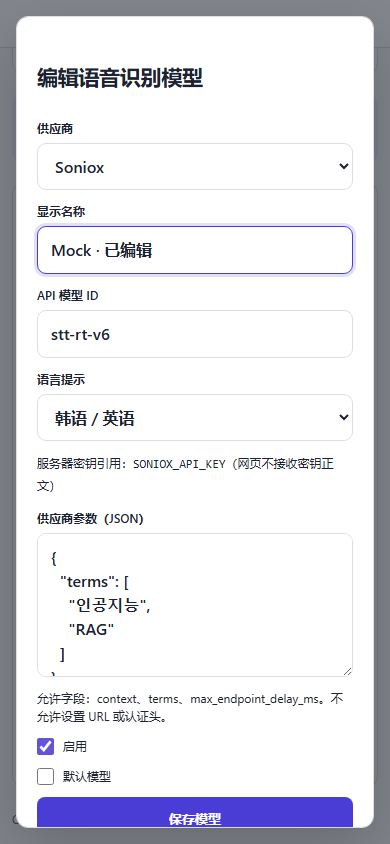 编辑语音识别模型
供应商
Soniox
显示名称
Mock · 已编辑
API 模型 ID
stt-rt-v6
语言提示
韩语 / 英语
服务器密钥引用：SONIOX_API_KEY（网页不接收密钥正
文）
供应商参数（JSON）
{
"terms": [
"인공지능",
"RAG"
]
}
允许字段：context、terms、max_endpoint_delay_ms。不
允许设置 URL 或认证头。
启用
默认模型
保存模型